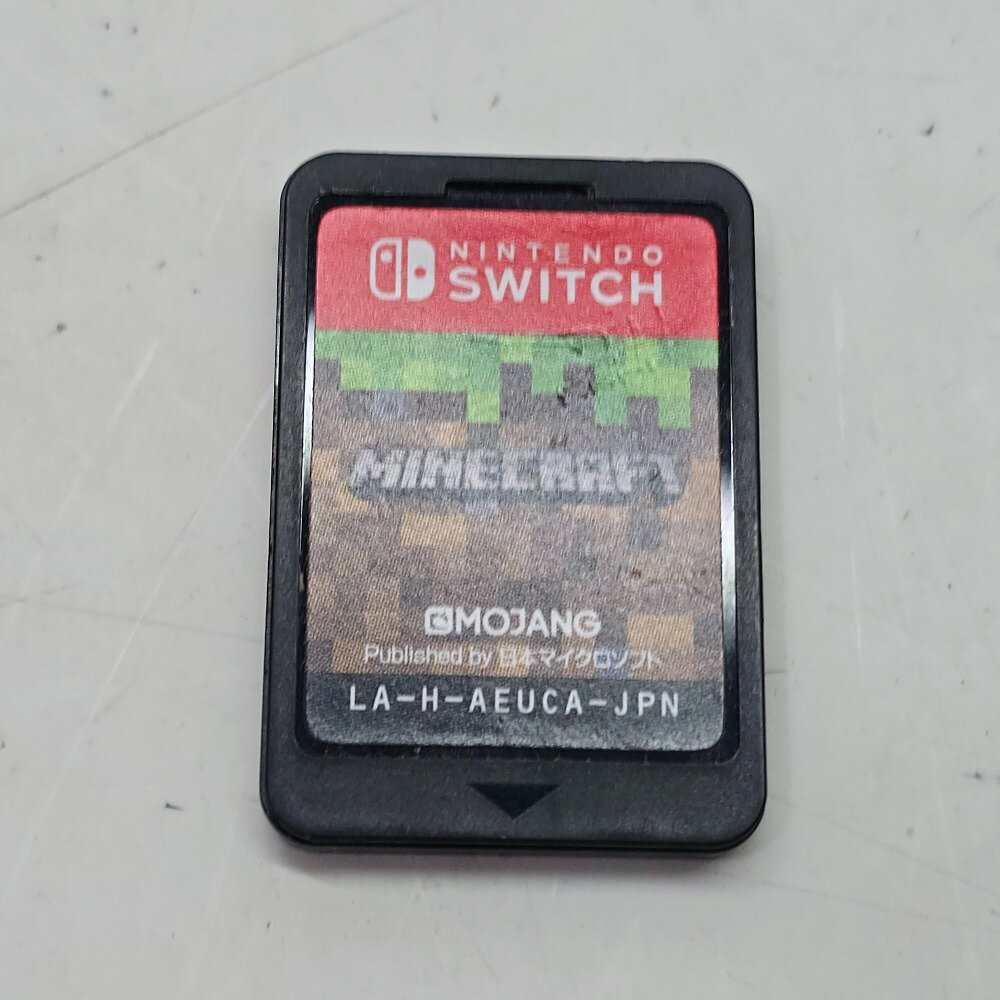 NINTENDO
SWITCH
MINECRAFT
MOJANG
Published by 日本マイクロソフト
LA-H-AEUCA-JPN